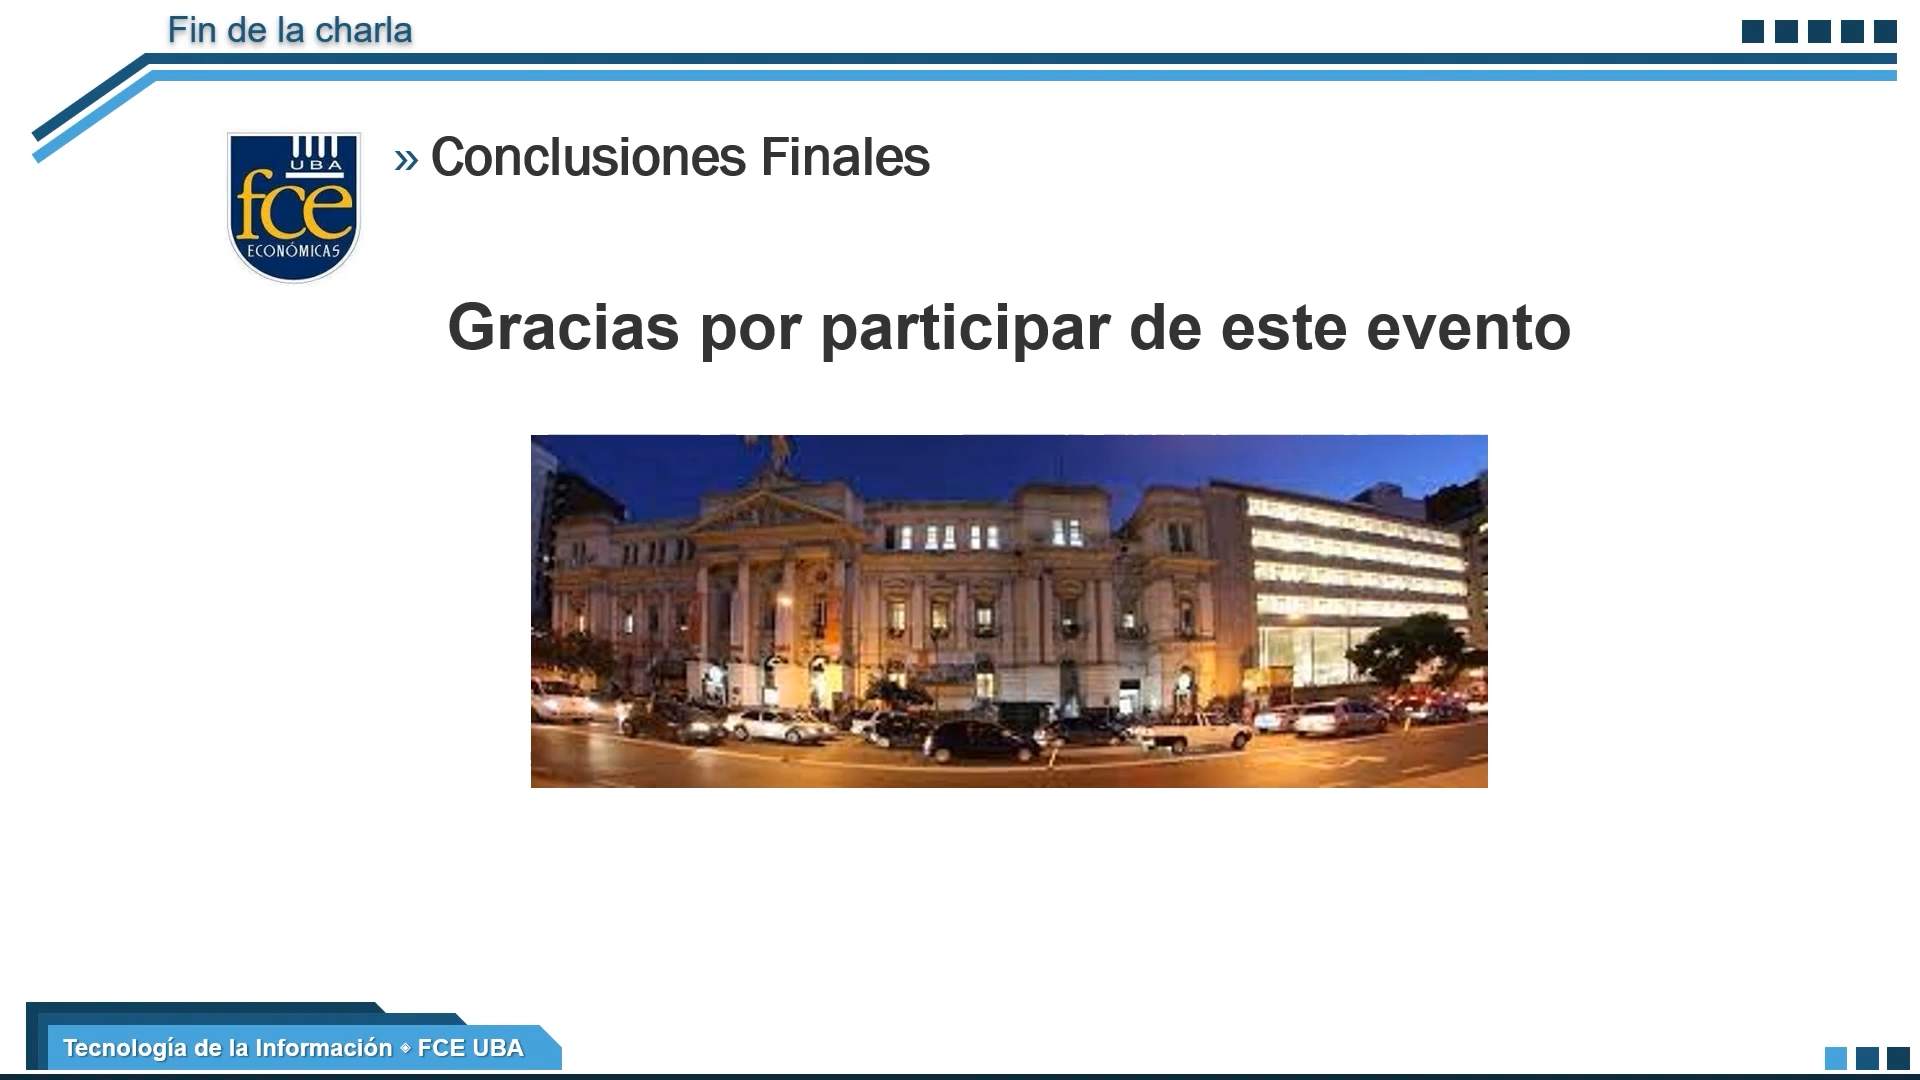 Fin de la charla
» Conclusiones Finales
UBA
fce
ECONÓMICAS
Gracias por participar de este evento
Tecnología de la Información ◈ FCE UBA